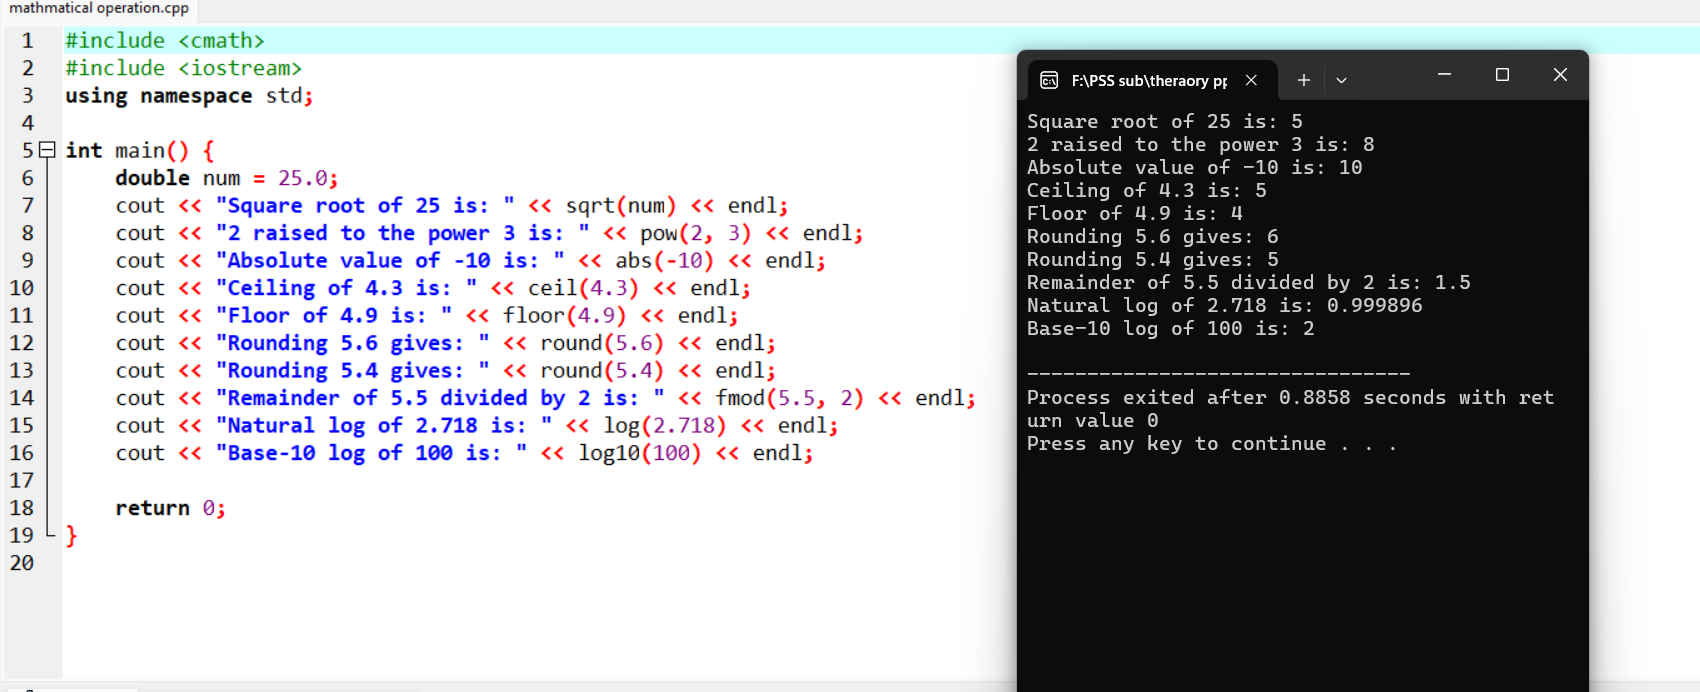 mathmatical operation.cpp
1 #include <cmath>
2 #include <iostream>
3 using namespace std;
4
5 int main() {
6 double num = 25.0;
7 cout << "Square root of 25 is: " << sqrt(num) << endl;
8 cout << "2 raised to the power 3 is: " << pow(2, 3) << endl;
9 cout << "Absolute value of -10 is: " << abs(-10) << endl;
10 cout << "Ceiling of 4.3 is: " << ceil(4.3) << endl;
11 cout << "Floor of 4.9 is: " << floor(4.9) << endl;
12 cout << "Rounding 5.6 gives: " << round(5.6) << endl;
13 cout << "Rounding 5.4 gives: " << round(5.4) << endl;
14 cout << "Remainder of 5.5 divided by 2 is: " << fmod(5.5, 2) << endl;
15 cout << "Natural log of 2.718 is: " << log(2.718) << endl;
16 cout << "Base-10 log of 100 is: " << log10(100) << endl;
17
18 return 0;
19 }
20
F:\PSS sub\theraory pp
Square root of 25 is: 5
2 raised to the power 3 is: 8
Absolute value of -10 is: 10
Ceiling of 4.3 is: 5
Floor of 4.9 is: 4
Rounding 5.6 gives: 6
Rounding 5.4 gives: 5
Remainder of 5.5 divided by 2 is: 1.5
Natural log of 2.718 is: 0.999896
Base-10 log of 100 is: 2
--------------------------------
Process exited after 0.8858 seconds with ret
urn value 0
Press any key to continue . . .